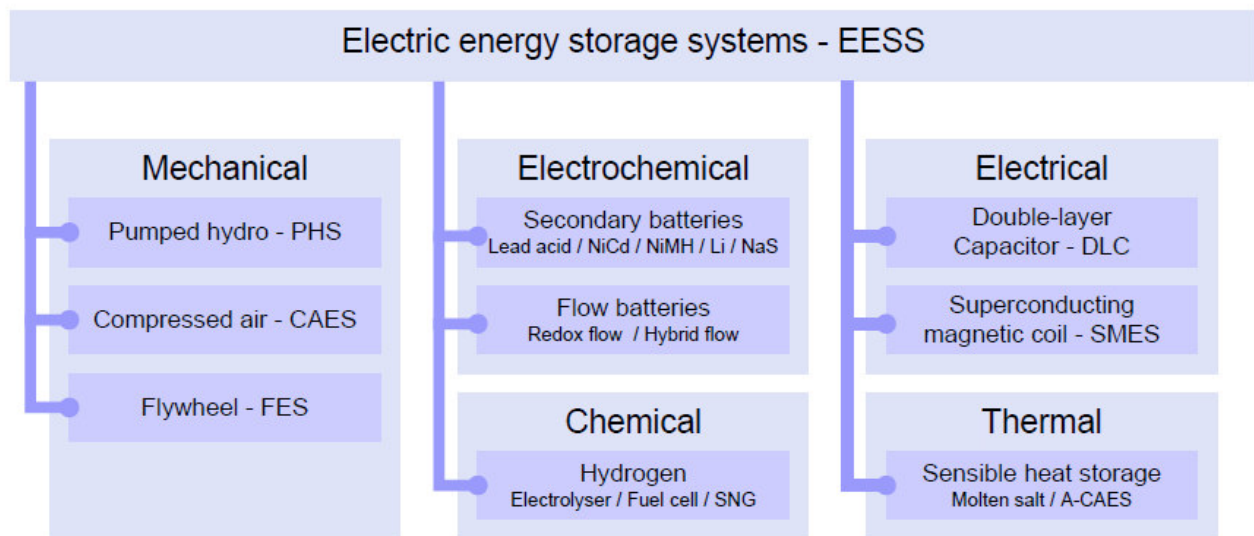 Electric energy storage systems - EESS
Mechanical
Pumped hydro - PHS
Compressed air - CAES
Flywheel - FES
Electrochemical
Secondary batteries
Lead acid / NiCd / NiMH / Li / NaS
Flow batteries
Redox flow / Hybrid flow
Chemical
Hydrogen
Electrolyser / Fuel cell / SNG
Electrical
Double-layer
Capacitor - DLC
Superconducting
magnetic coil - SMES
Thermal
Sensible heat storage
Molten salt / A-CAES